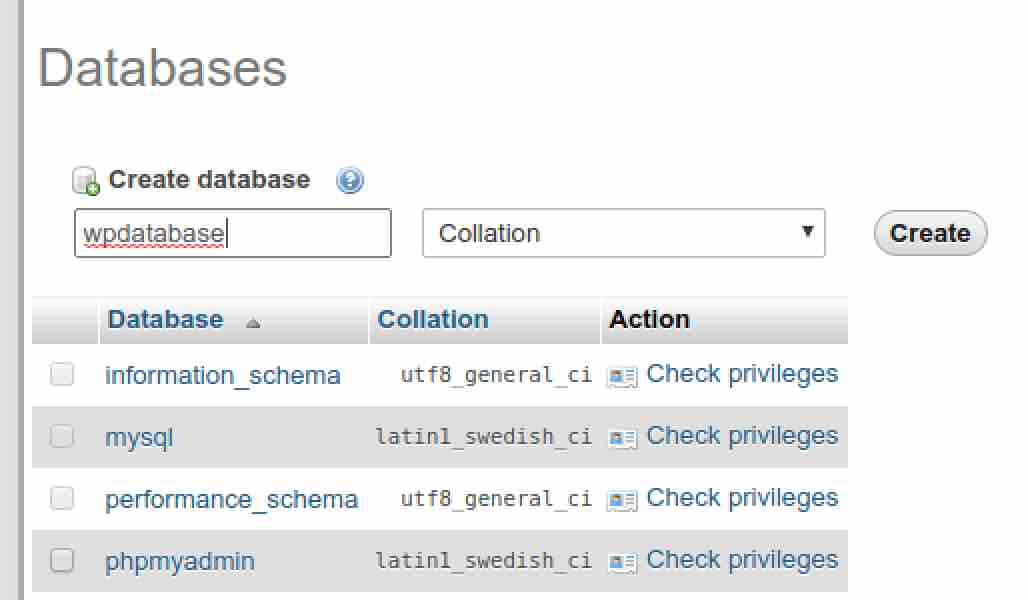 Databases
Create database
wpdatabase Collation Create
Database Collation Action
information_schema utf8_general_ci Check privileges
mysql latin1_swedish_ci Check privileges
performance_schema utf8_general_ci Check privileges
phpmyadmin latin1_swedish_ci Check privileges